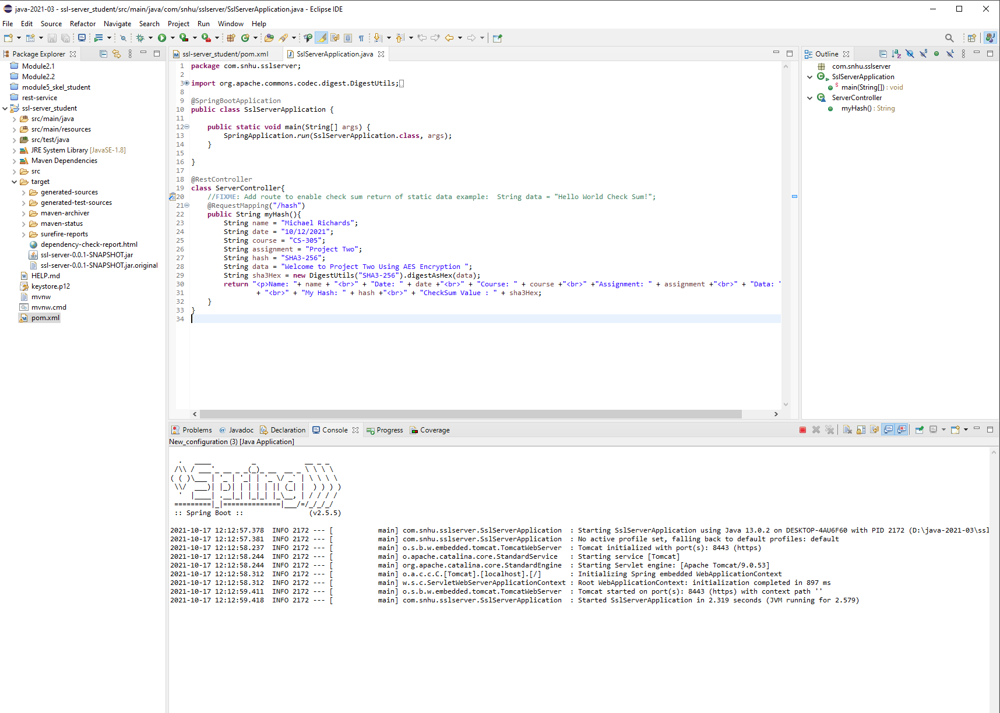 java-2021-03 - ssl-server_student/src/main/java/com/snhu/sslserver/SslServerApplication.java - Eclipse IDE
File Edit Source Refactor Navigate Search Project Run Window Help
Package Explorer
Module2.1
Module2.2
module5_skel_student
rest-service
ssl-server_student
src/main/java
src/main/resources
src/test/java
JRE System Library [JavaSE-1.8]
Maven Dependencies
src
target
generated-sources
generated-test-sources
maven-archiver
maven-status
surefire-reports
dependency-check-report.html
ssl-server-0.0.1-SNAPSHOT.jar
ssl-server-0.0.1-SNAPSHOT.jar.original
HELP.md
keystore.p12
mvnw
mvnw.cmd
pom.xml
ssl-server_student/pom.xml SslServerApplication.java
1 package com.snhu.sslserver;
2
3 import org.apache.commons.codec.digest.DigestUtils;
8
9 @SpringBootApplication
10 public class SslServerApplication {
11
12 public static void main(String[] args) {
13 SpringApplication.run(SslServerApplication.class, args);
14 }
15
16 }
17
18 @RestController
19 class ServerController{
20 //FIXME: Add route to enable check sum return of static data example:  String data = "Hello World Check Sum!";
21 @RequestMapping("/hash")
22 public String myHash(){
23 String name = "Michael Richards";
24 String date = "10/12/2021";
25 String course = "CS-305";
26 String assignment = "Project Two";
27 String hash = "SHA3-256";
28 String data = "Welcome to Project Two Using AES Encryption ";
29 String sha3Hex = new DigestUtils("SHA3-256").digestAsHex(data);
30 return "<p>Name: "+ name + "<br>" + "Date: " + date +"<br>" + "Course: " + course +"<br>" +"Assignment: " + assignment +"<br>" + "Data: "
31 + "<br>" + "My Hash: " + hash +"<br>" + "CheckSum Value : " + sha3Hex;
32 }
33 }
34
Outline
com.snhu.sslserver
SslServerApplication
main(String[]) : void
ServerController
myHash() : String
Problems Javadoc Declaration Console Progress Coverage
New_configuration (3) [Java Application]
Spring
:: Spring Boot :: (v2.5.5)
2021-10-17 12:12:57.378  INFO 2172 --- [           main] com.snhu.sslserver.SslServerApplication  : Starting SslServerApplication using Java 13.0.2 on DESKTOP-4AU6F60 with PID 2172 (D:\java-2021-03\ssl
2021-10-17 12:12:57.381  INFO 2172 --- [           main] com.snhu.sslserver.SslServerApplication  : No active profile set, falling back to default profiles: default
2021-10-17 12:12:58.237  INFO 2172 --- [           main] o.s.b.w.embedded.tomcat.TomcatWebServer  : Tomcat initialized with port(s): 8443 (https)
2021-10-17 12:12:58.244  INFO 2172 --- [           main] o.apache.catalina.core.StandardService   : Starting service [Tomcat]
2021-10-17 12:12:58.244  INFO 2172 --- [           main] org.apache.catalina.core.StandardEngine  : Starting Servlet engine: [Apache Tomcat/9.0.53]
2021-10-17 12:12:58.312  INFO 2172 --- [           main] o.a.c.c.C.[Tomcat].[localhost].[/]       : Initializing Spring embedded WebApplicationContext
2021-10-17 12:12:58.312  INFO 2172 --- [           main] w.s.c.ServletWebServerApplicationContext : Root WebApplicationContext: initialization completed in 897 ms
2021-10-17 12:12:59.411  INFO 2172 --- [           main] o.s.b.w.embedded.tomcat.TomcatWebServer  : Tomcat started on port(s): 8443 (https) with context path ''
2021-10-17 12:12:59.418  INFO 2172 --- [           main] com.snhu.sslserver.SslServerApplication  : Started SslServerApplication in 2.319 seconds (JVM running for 2.579)